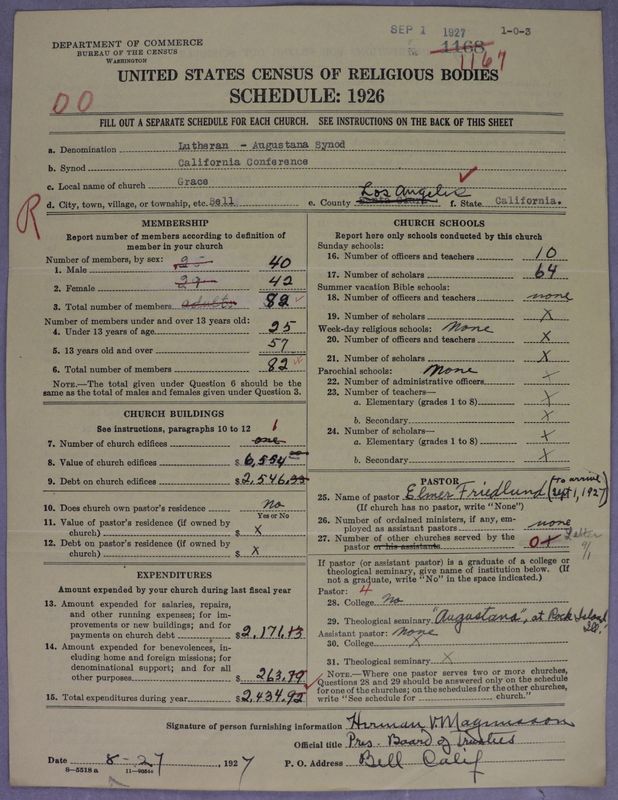 SEP 1 1927 1-0-3
DEPARTMENT OF COMMERCE
BUREAU OF THE CENSUS
WASHINGTON
1168
1167
UNITED STATES CENSUS OF RELIGIOUS BODIES
SCHEDULE: 1926
00
FILL OUT A SEPARATE SCHEDULE FOR EACH CHURCH. SEE INSTRUCTIONS ON THE BACK OF THIS SHEET
a. Denomination Lutheran - Augustana Synod
b. Synod California Conference
c. Local name of church Grace
d. City, town, village, or township, etc. Bell e. County Los Angeles f. State California.
R
MEMBERSHIP
Report number of members according to definition of member in your church
Number of members, by sex:
1. Male 25 40
2. Female 27 42
3. Total number of members adults 82
Number of members under and over 13 years old:
4. Under 13 years of age 25
5. 13 years old and over 57
6. Total number of members 82
NOTE.—The total given under Question 6 should be the same as the total of males and females given under Question 3.
CHURCH BUILDINGS
See instructions, paragraphs 10 to 12
7. Number of church edifices one 1
8. Value of church edifices $6,554.00
9. Debt on church edifices $2,546.33
10. Does church own pastor's residence? No
Yes or No
11. Value of pastor's residence (if owned by church) $ X
12. Debt on pastor's residence (if owned by church) $ X
EXPENDITURES
Amount expended by your church during last fiscal year
13. Amount expended for salaries, repairs, and other running expenses; for improvements or new buildings; and for payments on church debt $2,171.13
14. Amount expended for benevolences, including home and foreign missions; for denominational support; and for all other purposes $263.79
15. Total expenditures during year $2,434.92
CHURCH SCHOOLS
Report here only schools conducted by this church
Sunday schools:
16. Number of officers and teachers 10
17. Number of scholars 64
Summer vacation Bible schools:
18. Number of officers and teachers none
19. Number of scholars X
Week-day religious schools: None
20. Number of officers and teachers X
21. Number of scholars X
Parochial schools: None
22. Number of administrative officers X
23. Number of teachers—
a. Elementary (grades 1 to 8) X
b. Secondary X
24. Number of scholars—
a. Elementary (grades 1 to 8) X
b. Secondary X
PASTOR
25. Name of pastor Elmer Friedlund (to arrive Sept 1, 1927)
(If church has no pastor, write "None")
26. Number of ordained ministers, if any, employed as assistant pastors none
27. Number of other churches served by the pastor or his assistants 0 X Letter 9/1
If pastor (or assistant pastor) is a graduate of a college or theological seminary, give name of institution below. (If not a graduate, write "No" in the space indicated.)
Pastor: 4
28. College No
29. Theological seminary "Augustana", at Rock Island Ill."
Assistant pastor: None
30. College X
31. Theological seminary X
NOTE.—Where one pastor serves two or more churches, Questions 28 and 29 should be answered only on the schedule for one of the churches; on the schedules for the other churches, write "See schedule for church."
Signature of person furnishing information Herman V. Magnusson
Official title Pres. Board of Trusties
Date 8-27, 1927 P. O. Address Bell Calif
8-5518 a 11-9054